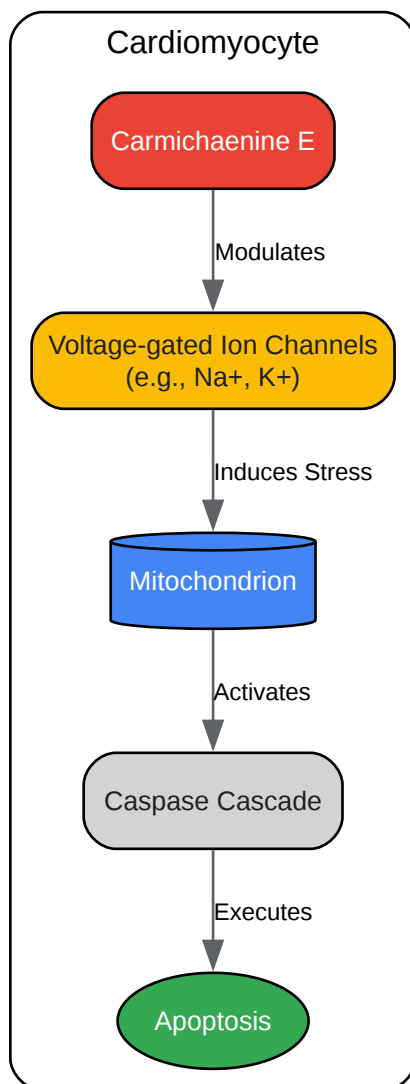 Cardiomyocyte
Carmichaenine E
Modulates
Voltage-gated Ion Channels
(e.g., Na+, K+)
Induces Stress
Mitochondrion
Activates
Caspase Cascade
Executes
Apoptosis